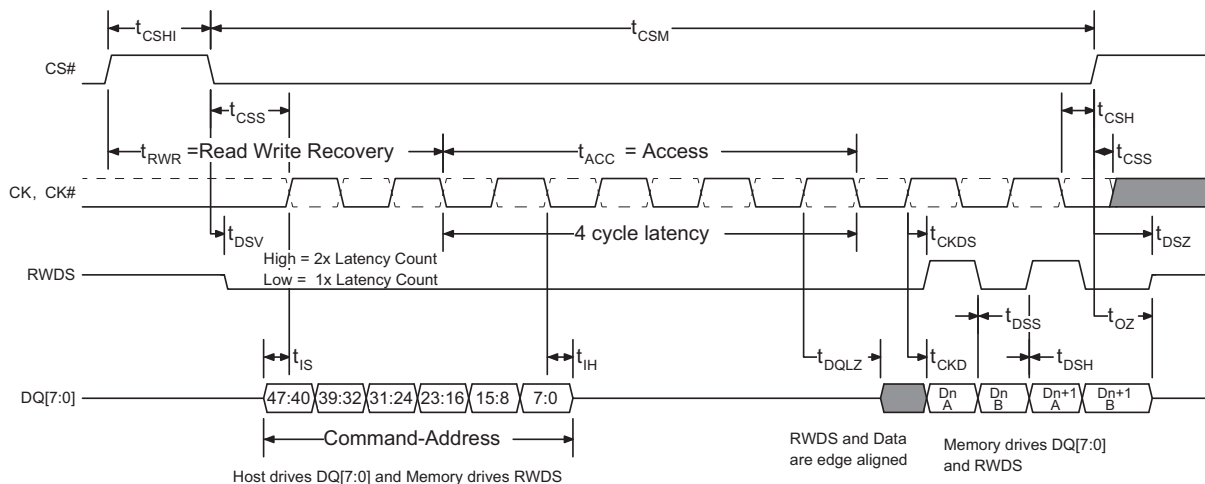 tCSHI
tCSM
CS#
tCSS
tCSH
tRWR =Read Write Recovery
tACC = Access
tCSS
CK, CK#
tDSV
4 cycle latency
tCKDS
tDSZ
High = 2x Latency Count
Low = 1x Latency Count
RWDS
tDSS
tOZ
tIS
tIH
tDQLZ
tCKD
tDSH
DQ[7:0]
47:40 39:32 31:24 23:16 15:8 7:0
Dn A
Dn B
Dn+1 A
Dn+1 B
Command-Address
Host drives DQ[7:0] and Memory drives RWDS
RWDS and Data
are edge aligned
Memory drives DQ[7:0]
and RWDS